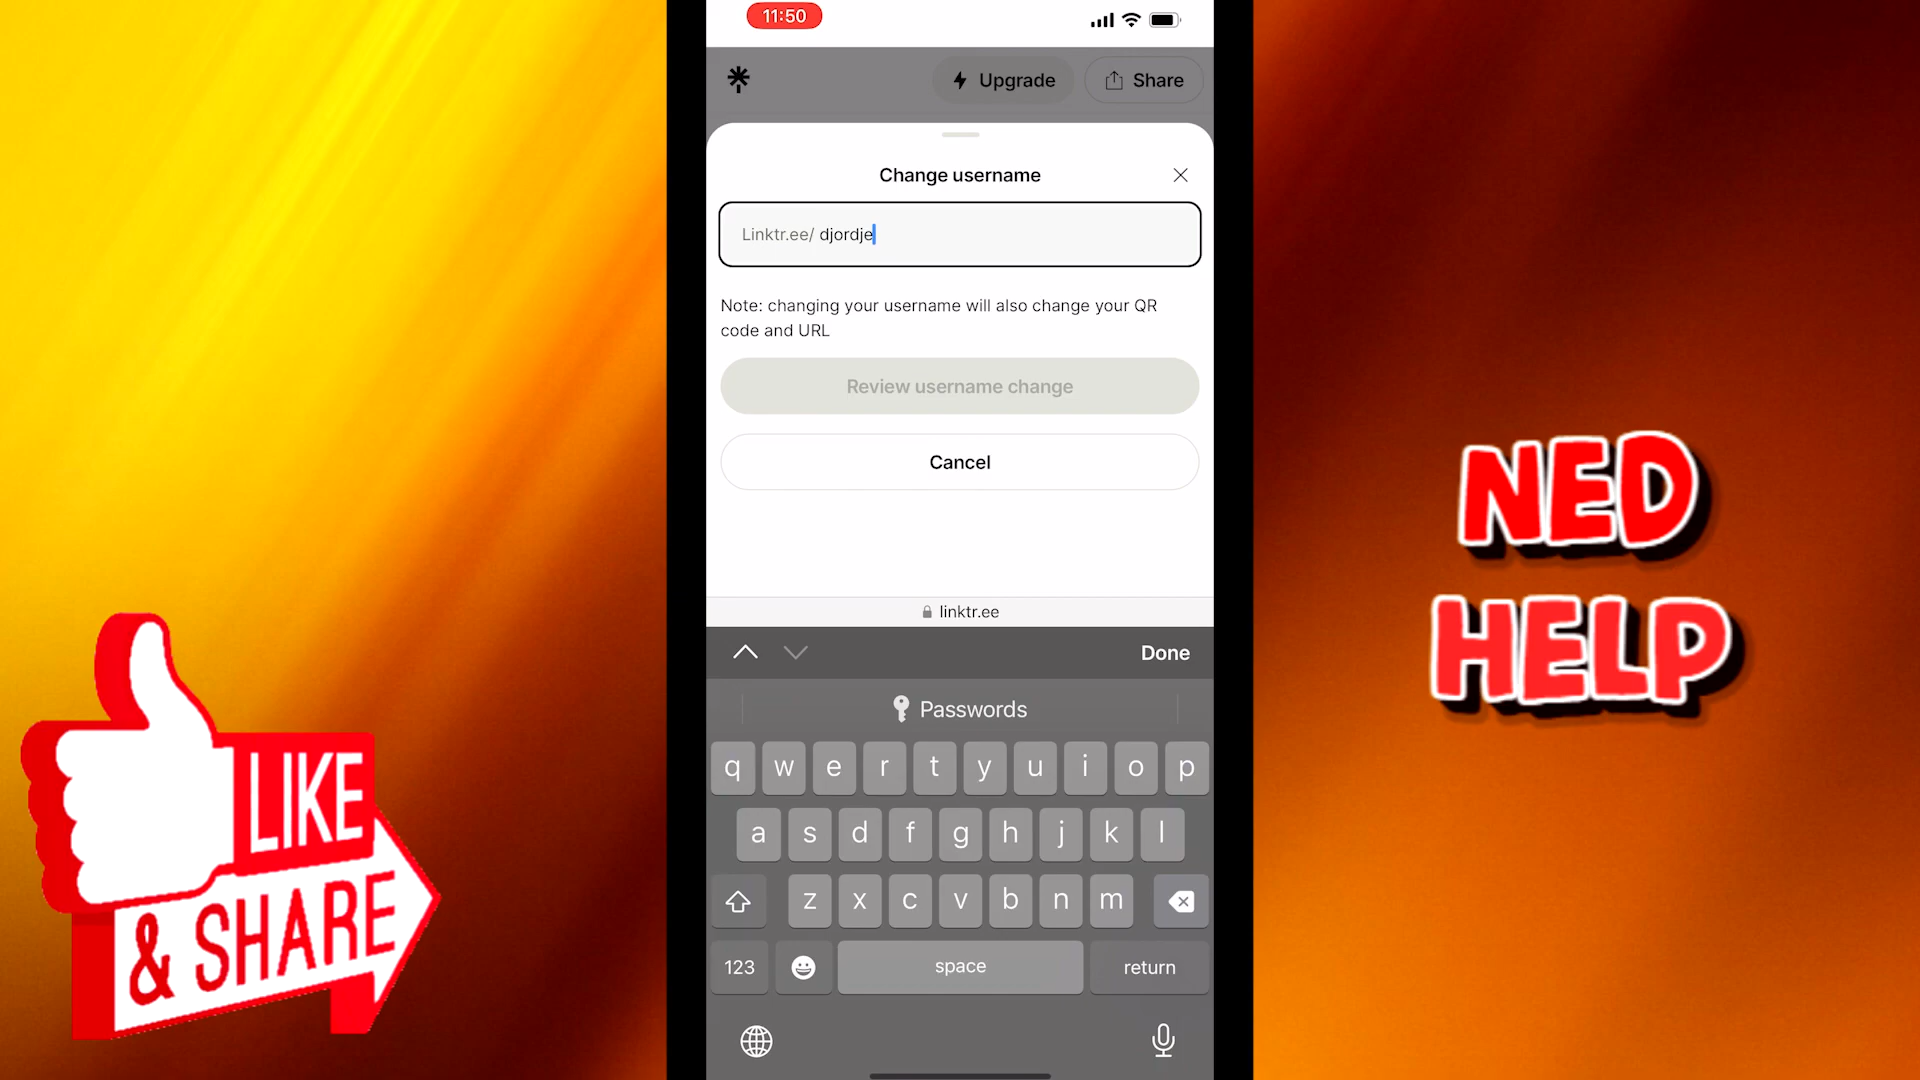 11:50
Upgrade
Share
Change username
Linktr.ee/ djordje
Note: changing your username will also change your QR
code and URL
Review username change
Cancel
linktr.ee
Done
Passwords
q w e r t y u i o p
a s d f g h j k l
z x c v b n m
123 space return
LIKE
& SHARE
NED
HELP